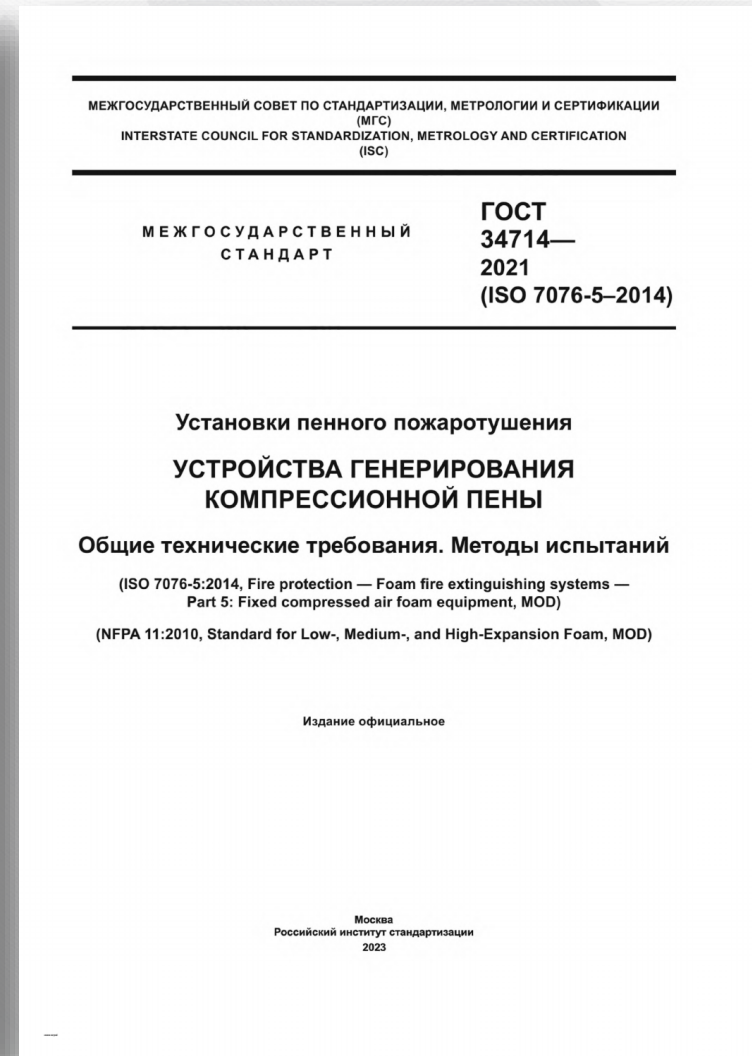 МЕЖГОСУДАРСТВЕННЫЙ СОВЕТ ПО СТАНДАРТИЗАЦИИ, МЕТРОЛОГИИ И СЕРТИФИКАЦИИ
(МГС)
INTERSTATE COUNCIL FOR STANDARDIZATION, METROLOGY AND CERTIFICATION
(ISC)
МЕЖГОСУДАРСТВЕННЫЙ
СТАНДАРТ
ГОСТ
34714—
2021
(ISO 7076-5–2014)
Установки пенного пожаротушения
УСТРОЙСТВА ГЕНЕРИРОВАНИЯ
КОМПРЕССИОННОЙ ПЕНЫ
Общие технические требования. Методы испытаний
(ISO 7076-5:2014, Fire protection — Foam fire extinguishing systems —
Part 5: Fixed compressed air foam equipment, MOD)
(NFPA 11:2010, Standard for Low-, Medium-, and High-Expansion Foam, MOD)
Издание официальное
Москва
Российский институт стандартизации
2023